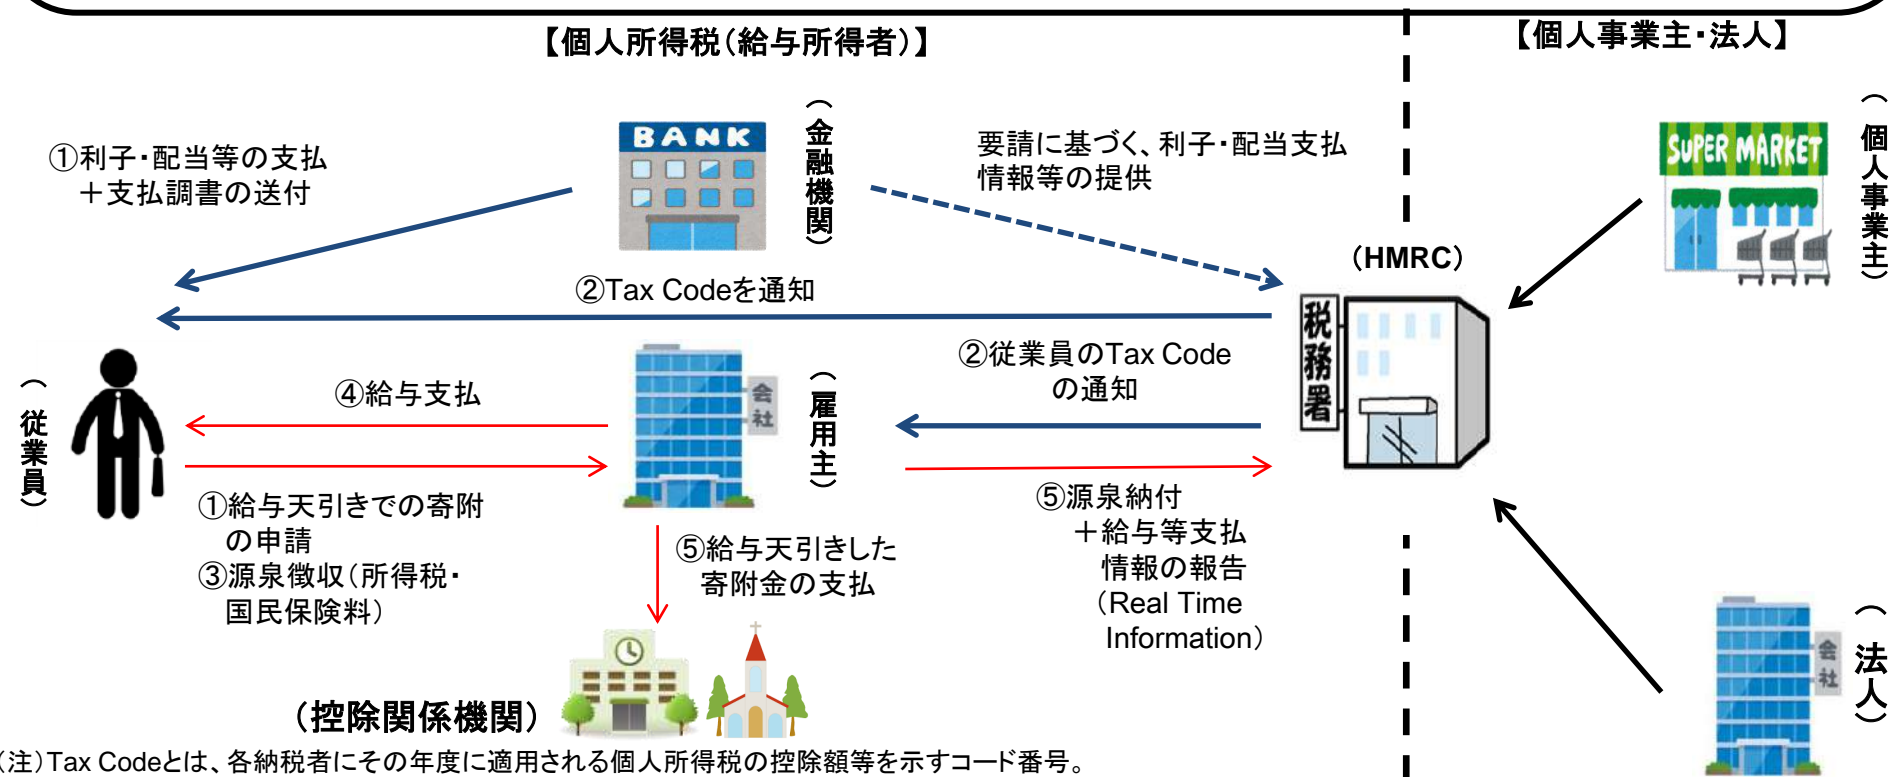 【個人所得税（給与所得者）】
【個人事業主・法人】
①利子・配当等の支払
＋支払調書の送付
BANK
（金融機関）
要請に基づく、利子・配当支払
情報等の提供
SUPER MARKET
（個人事業主）
（HMRC）
②Tax Codeを通知
税務署
②従業員のTax Code
の通知
（従業員）
④給与支払
会社
（雇用主）
①給与天引きでの寄附
の申請
③源泉徴収（所得税・
国民保険料）
⑤給与天引きした
寄附金の支払
⑤源泉納付
＋給与等支払
情報の報告
（Real Time
Information）
会社
（法人）
（控除関係機関）
（注）Tax Codeとは、各納税者にその年度に適用される個人所得税の控除額等を示すコード番号。